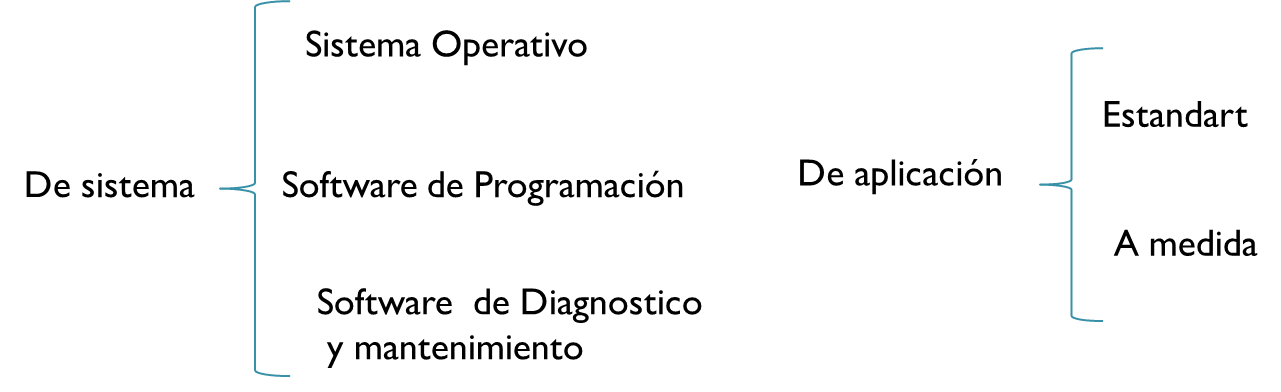 De sistema
Sistema Operativo
Software de Programación
Software de Diagnostico
y mantenimiento
De aplicación
Estandart
A medida